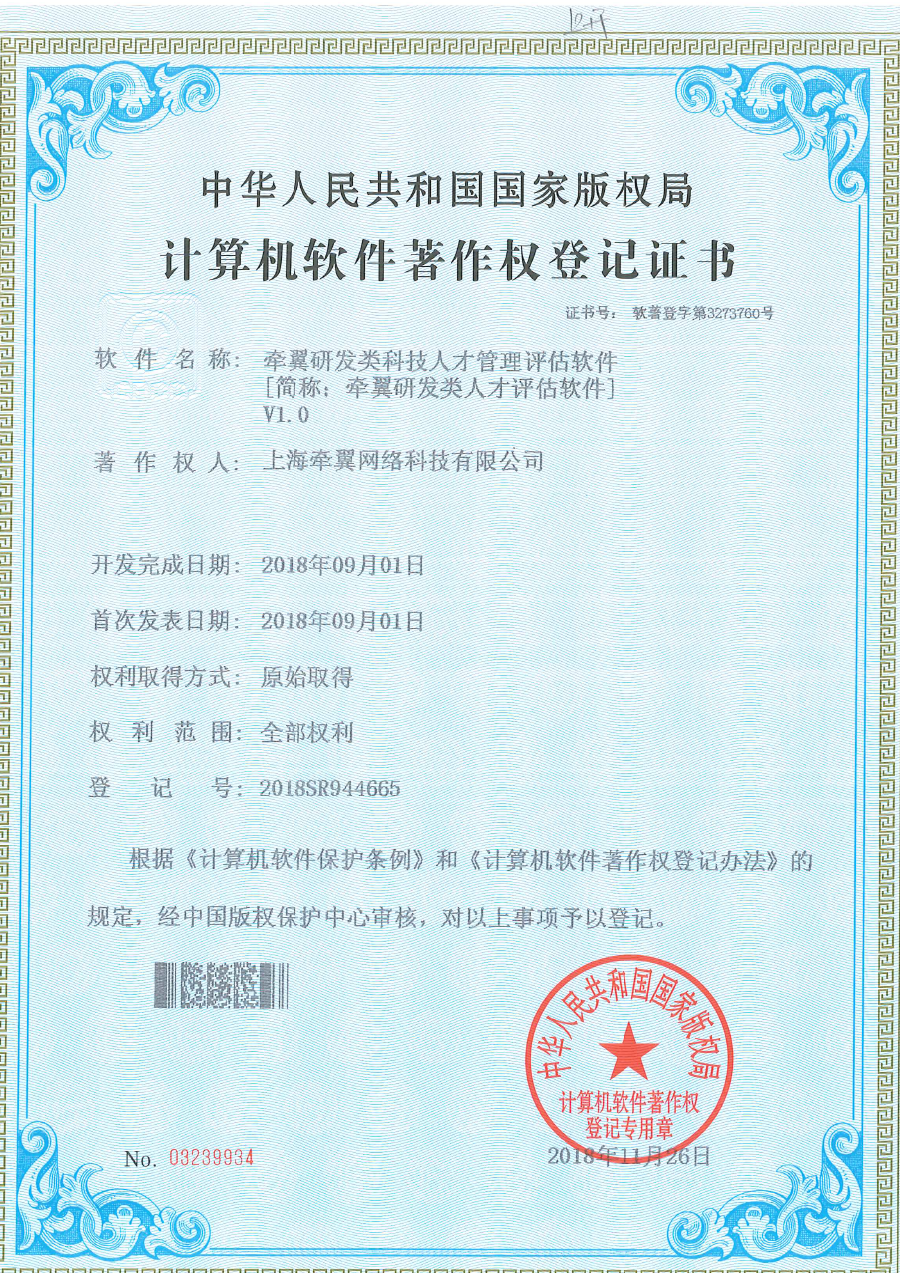 中华人民共和国国家版权局
计算机软件著作权登记证书
证书号： 软著登字第3273760号
软件名称： 牵翼研发类科技人才管理评估软件
[简称：牵翼研发类人才评估软件]
V1.0
著作权人： 上海牵翼网络科技有限公司
开发完成日期： 2018年09月01日
首次发表日期： 2018年09月01日
权利取得方式： 原始取得
权利范围： 全部权利
登记号： 2018SR944665
根据《计算机软件保护条例》和《计算机软件著作权登记办法》的
规定，经中国版权保护中心审核，对以上事项予以登记。
中华人民共和国国家版权局
计算机软件著作权
登记专用章
No. 03239934
2018年11月26日